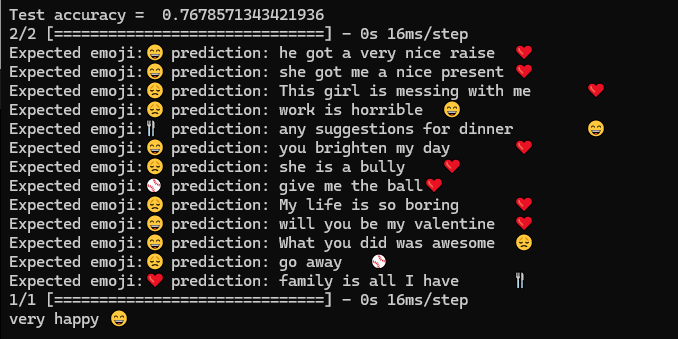 Test accuracy =  0.7678571343421936
2/2 [==============================] - 0s 16ms/step
Expected emoji:😄 prediction: he got a very nice raise	❤️
Expected emoji:😄 prediction: she got me a nice present	❤️
Expected emoji:😞 prediction: This girl is messing with me	❤️
Expected emoji:😞 prediction: work is horrible	😄
Expected emoji:🍴 prediction: any suggestions for dinner	😄
Expected emoji:😄 prediction: you brighten my day	❤️
Expected emoji:😞 prediction: she is a bully	❤️
Expected emoji:⚾ prediction: give me the ball❤️
Expected emoji:😞 prediction: My life is so boring	❤️
Expected emoji:😄 prediction: will you be my valentine	❤️
Expected emoji:😄 prediction: What you did was awesome	😞
Expected emoji:😞 prediction: go away	⚾
Expected emoji:❤️ prediction: family is all I have	🍴
1/1 [==============================] - 0s 16ms/step
very happy 😄